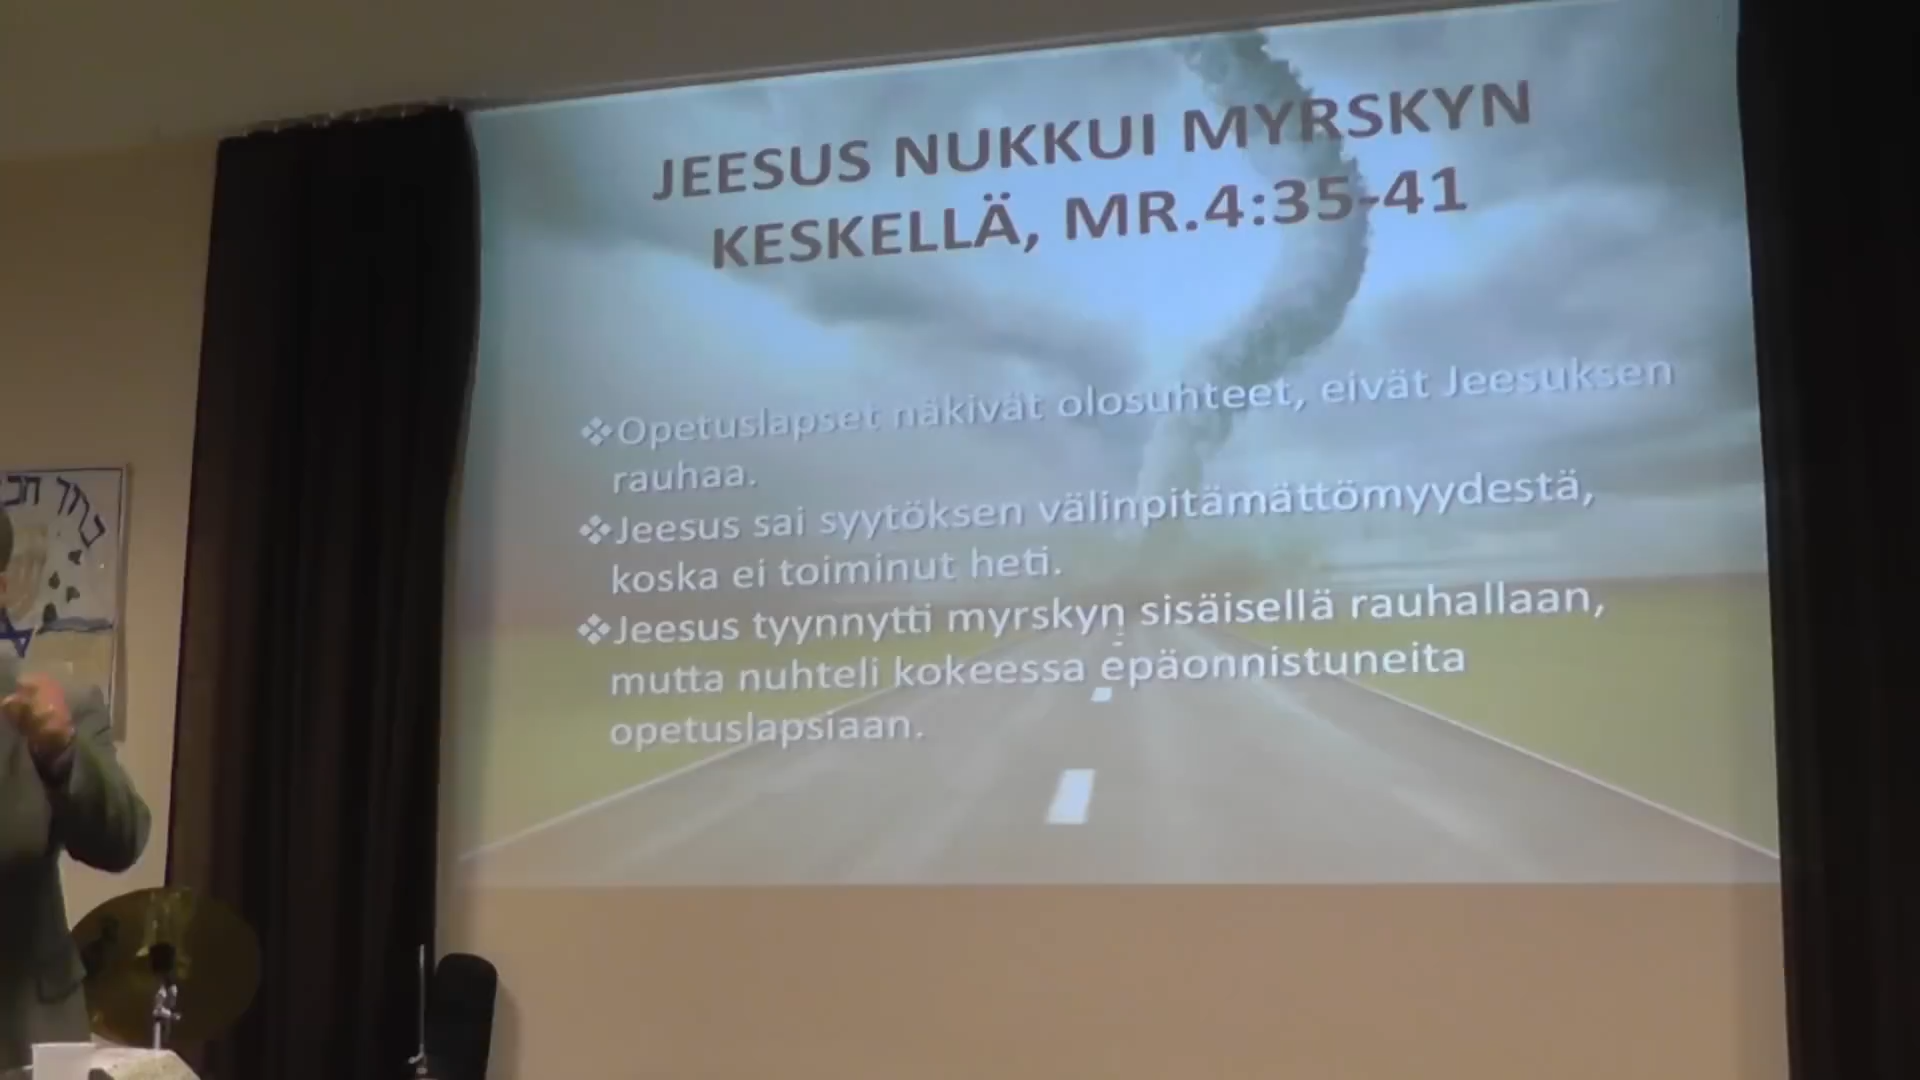 JEESUS NUKKUI MYRSKYN
KESKELLÄ, MR.4:35-41
❖Opetuslapset näkivät olosuhteet, eivät Jeesuksen
rauhaa.
❖Jeesus sai syytöksen välinpitämättömyydestä,
koska ei toiminut heti.
❖Jeesus tyynnytti myrskyn sisäisellä rauhallaan,
mutta nuhteli kokeessa epäonnistuneita
opetuslapsiaan.